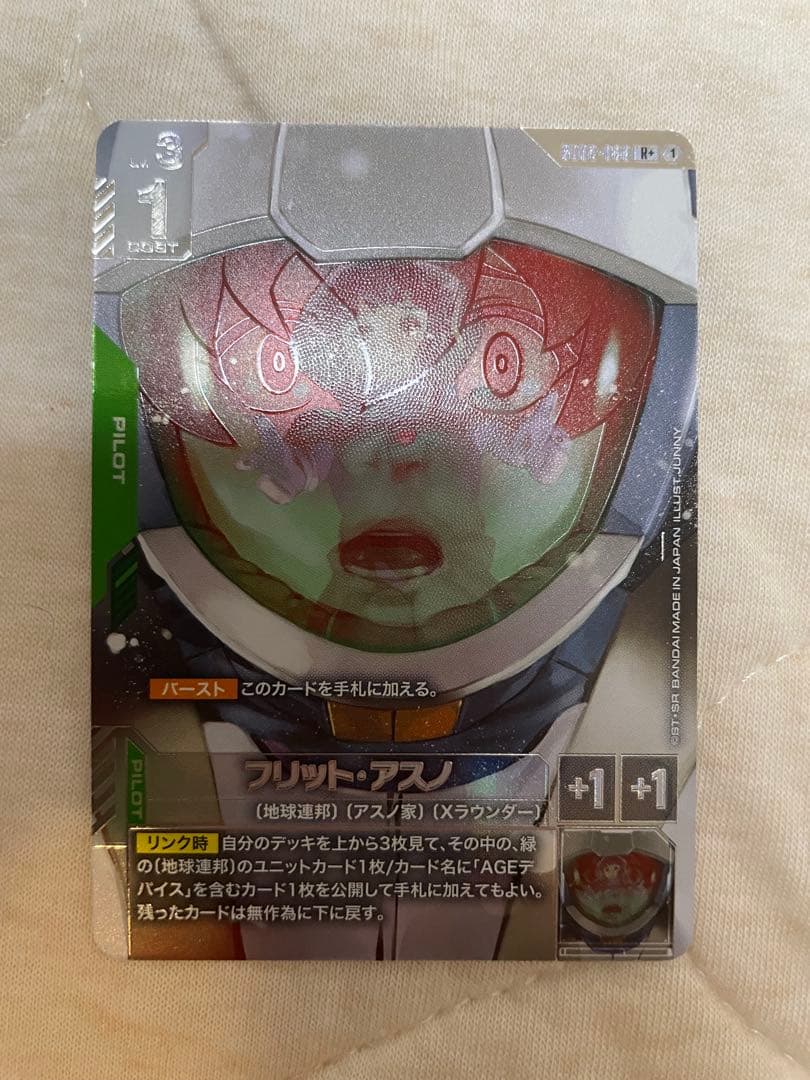 Lv. 3
R+ 1
1
COST
PILOT
©ST・SR BANDAI MADE IN JAPAN ILLUST.JUNNY
バースト このカードを手札に加える。
PILOT
フリット・アスノ
+1 +1
〔地球連邦〕〔アスノ家〕〔Xラウンダー〕
リンク時 自分のデッキを上から3枚見て、その中の、緑
の〔地球連邦〕のユニットカード1枚/カード名に「AGEデ
バイス」を含むカード1枚を公開して手札に加えてもよい。
残ったカードは無作為に下に戻す。